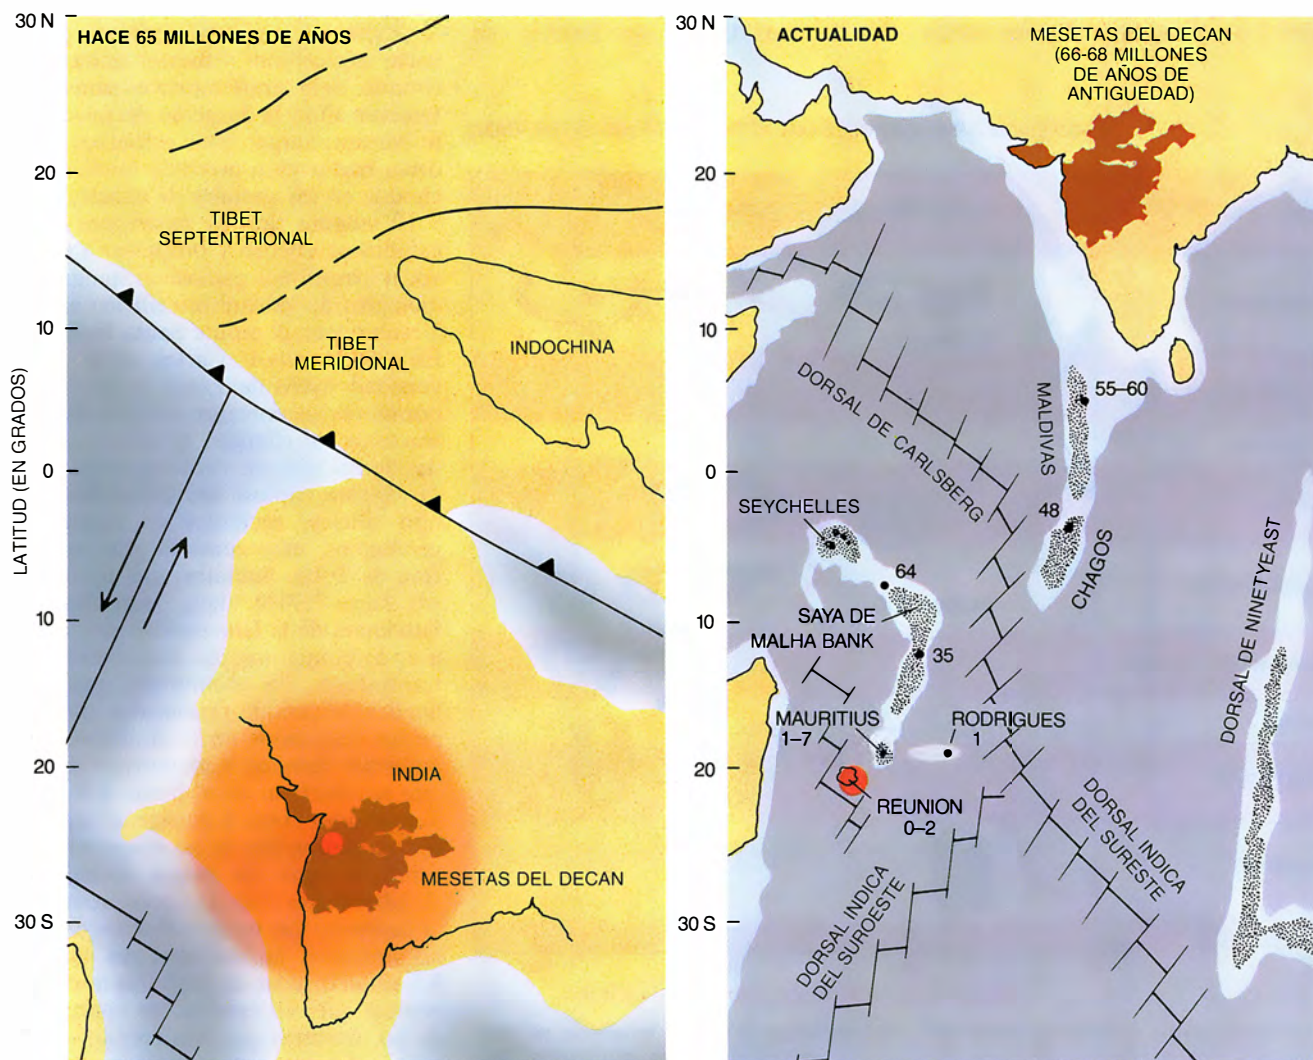 HACE 65 MILLONES DE AÑOS
30 N
20
10
0
10
20
30 S
LATITUD (EN GRADOS)
TIBET
SEPTENTRIONAL
TIBET
MERIDIONAL
INDOCHINA
INDIA
MESETAS DEL DECAN
ACTUALIDAD
30 N
20
10
0
10
20
30 S
MESETAS DEL DECAN
(66-68 MILLONES
DE AÑOS DE
ANTIGUEDAD)
DORSAL DE CARLSBERG
MALDIVAS
55–60
48
CHAGOS
SEYCHELLES
64
SAYA DE
MALHA BANK
35
MAURITIUS
1–7
RODRIGUES
1
REUNION
0–2
DORSAL DE NINETYEAST
DORSAL INDICA
DEL SURESTE
DORSAL INDICA
DEL SUROESTE